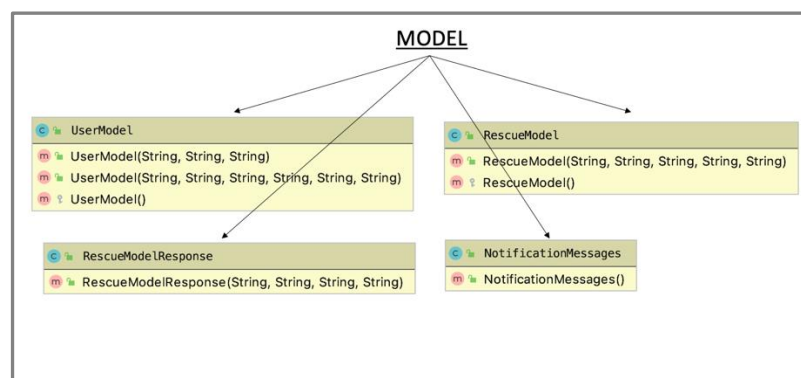 MODEL
C UserModel
m UserModel(String, String, String)
m UserModel(String, String, String, String, String, String)
m UserModel()
C RescueModel
m RescueModel(String, String, String, String, String)
m RescueModel()
C RescueModelResponse
m RescueModelResponse(String, String, String, String)
C NotificationMessages
m NotificationMessages()